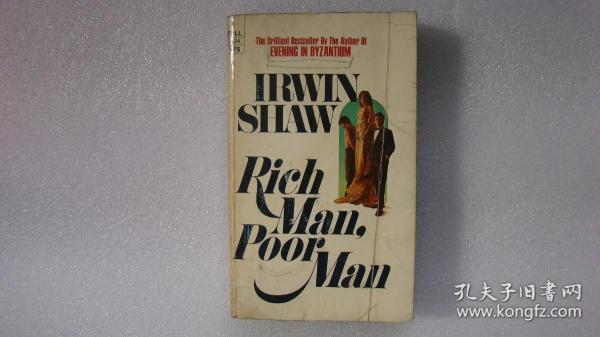 DELL
The Brilliant Bestseller By The Author Of
EVENING IN BYZANTIUM
IRWIN
SHAW
Rich
Man,
Poor
Man
孔夫子旧书网
www.kongfz.com